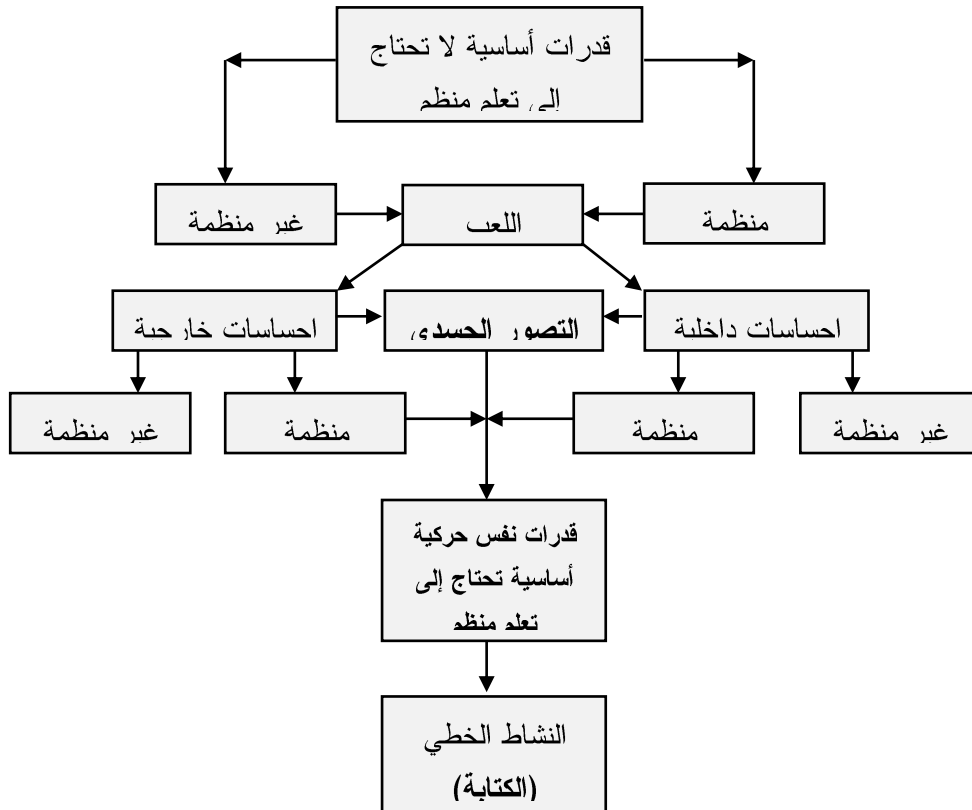 قدرات أساسية لا تحتاج
إلى تعلم منظم
منظمة
اللعب
غير منظمة
احساسات داخلية
التصور الجسدي
احساسات خارجية
غير منظمة
منظمة
منظمة
غير منظمة
قدرات نفس حركية
أساسية تحتاج إلى
تعلم منظم
النشاط الخطي
(الكتابة)